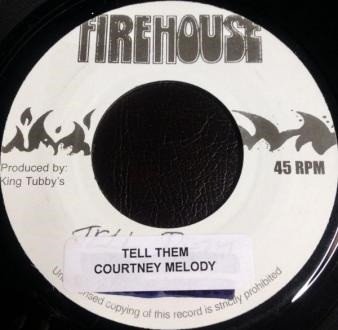 FIREHOUSE
Produced by:
King Tubby's
45 RPM
TELL THEM
COURTNEY MELODY
copying of this record is strictly prohibited